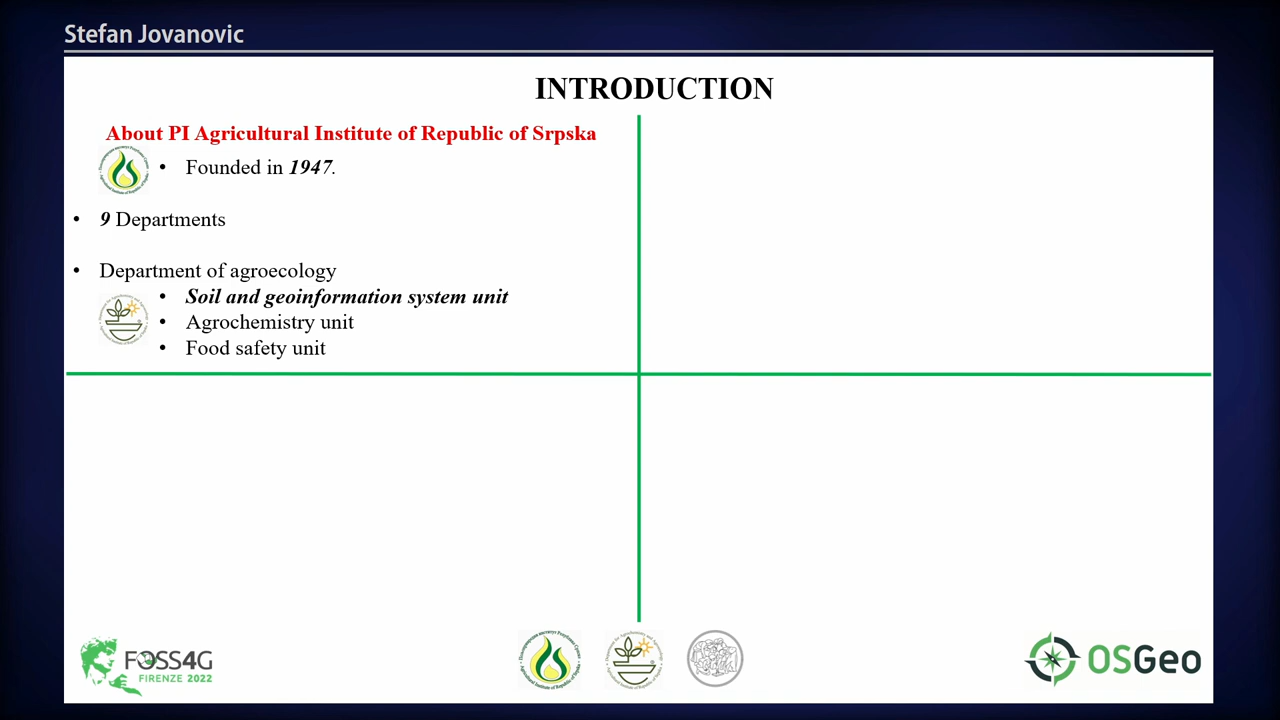 Stefan Jovanovic
INTRODUCTION
About PI Agricultural Institute of Republic of Srpska
• Founded in 1947.
• 9 Departments
• Department of agroecology
• Soil and geoinformation system unit
• Agrochemistry unit
• Food safety unit
FOSS4G
FIRENZE 2022
OSGeo